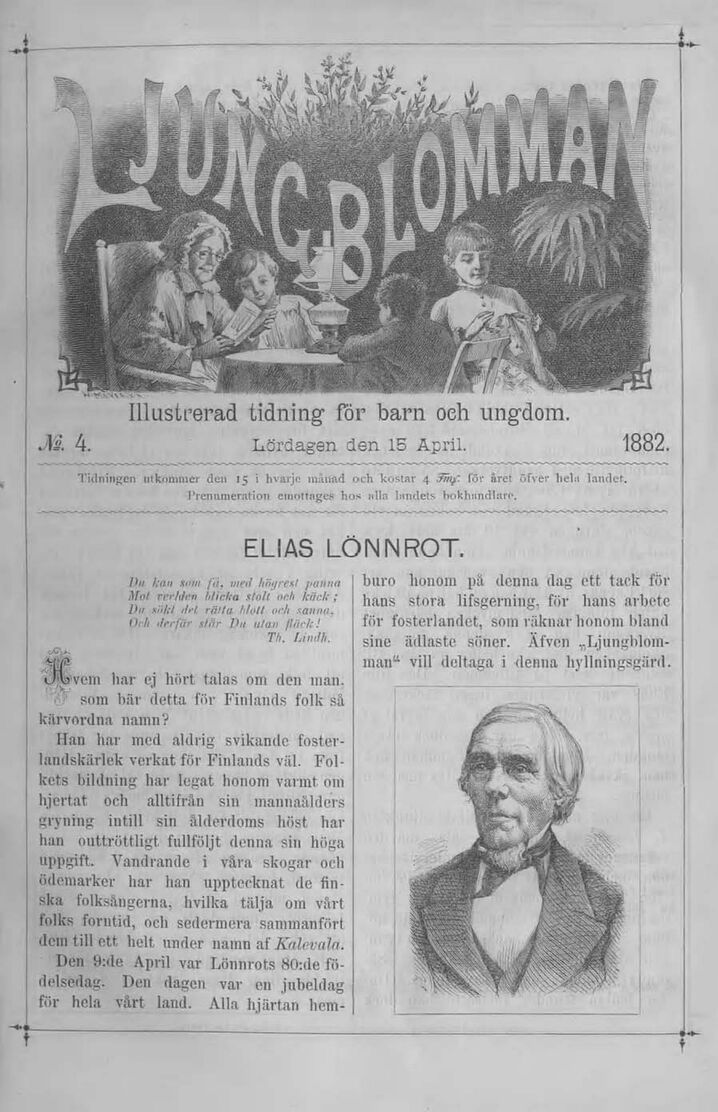 LJUNGBLOMMAN
Illustrerad tidning för barn och ungdom.
№ 4. Lördagen den 15 April. 1882.
Tidningen utkommer den 15 i hvarje månad och kostar 4 Fmg: för året öfver hela landet.
Prenumeration emottages hos alla landets bokhandlare.
ELIAS LÖNNROT.
Du kan som få, med högrest panna
Mot verlden blicka stolt och käck;
Du sökt det rätta blott och sanna,
Och derför står Du utan fläck!
Th. Lindh.
Hvem har ej hört talas om den man,
som bär detta för Finlands folk så
kärvordna namn?
Han har med aldrig svikande foster-
landskärlek verkat för Finlands väl. Fol-
kets bildning har legat honom varmt om
hjertat och alltifrån sin mannaålders
gryning intill sin ålderdoms höst har
han outtröttligt fullföljt denna sin höga
uppgift. Vandrande i våra skogar och
ödemarker har han upptecknat de fin-
ska folksångerna, hvilka tälja om vårt
folks forntid, och sedermera sammanfört
dem till ett helt under namn af Kalevala.
Den 9:de April var Lönnrots 80:de fö-
delsedag. Den dagen var en jubeldag
för hela vårt land. Alla hjärtan hem-
buro honom på denna dag ett tack för
hans stora lifsgerning, för hans arbete
för fosterlandet, som räknar honom bland
sine ädlaste söner. Äfven „Ljungblom-
man“ vill deltaga i denna hyllningsgärd.